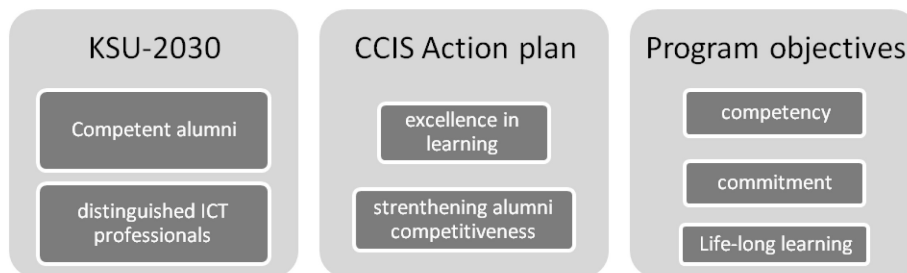 KSU-2030
Competent alumni
distinguished ICT
professionals
CCIS Action plan
excellence in
learning
strenthening alumni
competitiveness
Program objectives
competency
commitment
Life-long learning